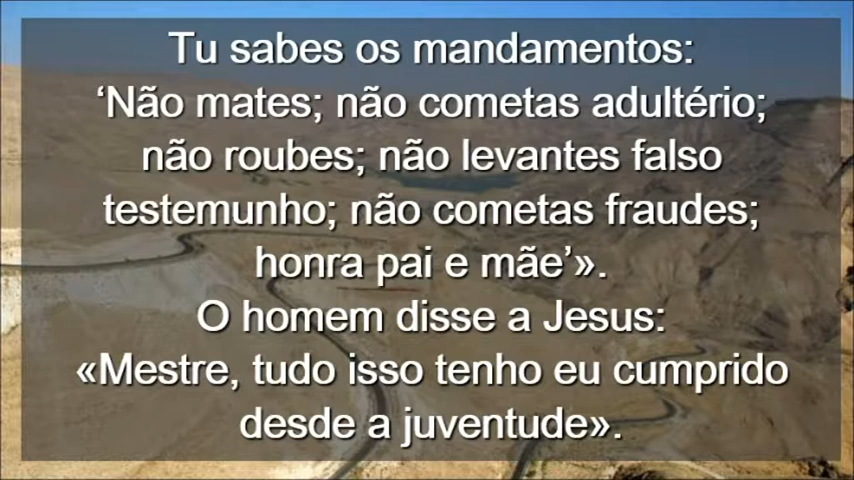 Tu sabes os mandamentos:
‘Não mates; não cometas adultério;
não roubes; não levantes falso
testemunho; não cometas fraudes;
honra pai e mãe’».
O homem disse a Jesus:
«Mestre, tudo isso tenho eu cumprido
desde a juventude».